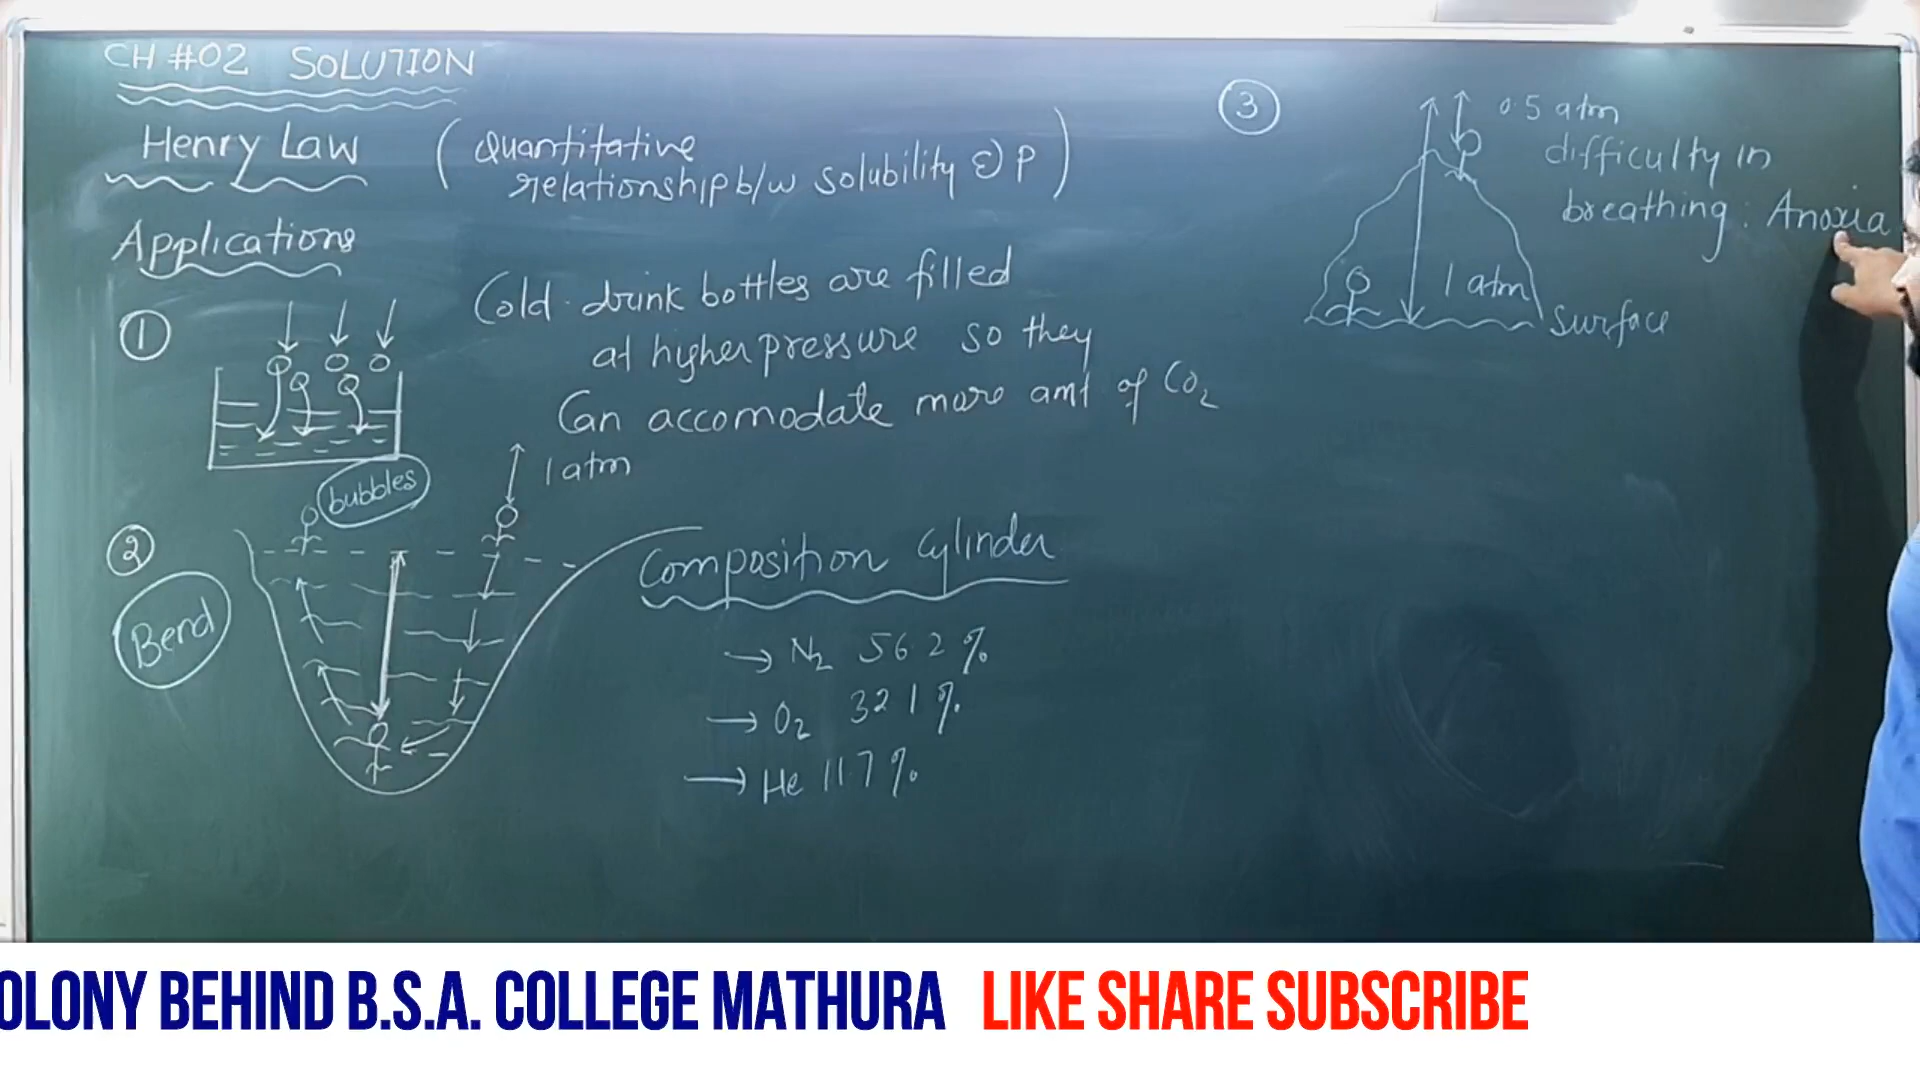 CH #02 SOLUTION
Henry Law
(quantitative
relationship b/w solubility & P)
Applications
①
Cold drink bottles are filled
at higher pressure so they
Can accomodate more amt of CO₂
bubbles
1 atm
②
Bend
Composition Cylinder
→ N₂ 56.2 %
→ O₂ 32.1 %
→ He 11.7 %
③
0.5 atm
difficulty in
breathing : Anoxia
1 atm
surface
OLONY BEHIND B.S.A. COLLEGE MATHURA LIKE SHARE SUBSCRIBE